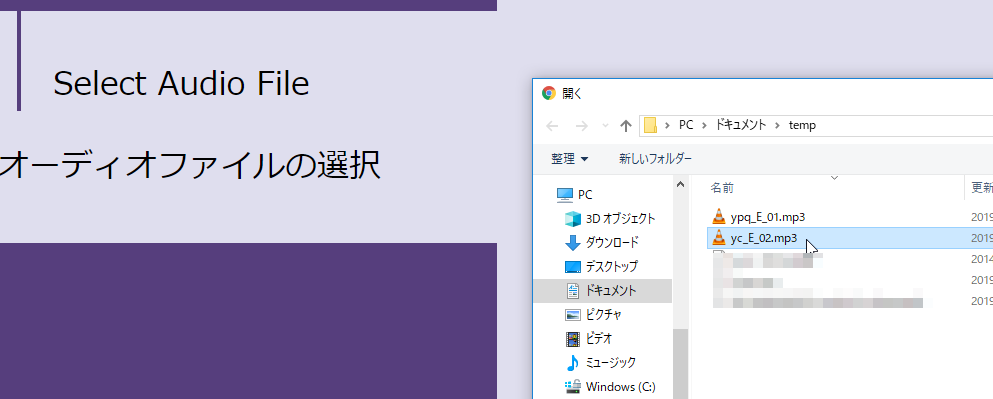 Select Audio File
オーディオファイルの選択
開く
PC › ドキュメント › temp
整理 新しいフォルダー
名前 更新
PC
3D オブジェクト
ダウンロード
デスクトップ
ドキュメント
ピクチャ
ビデオ
ミュージック
Windows (C:)
ypq_E_01.mp3 2019
yc_E_02.mp3 2019
2014
2019
2019